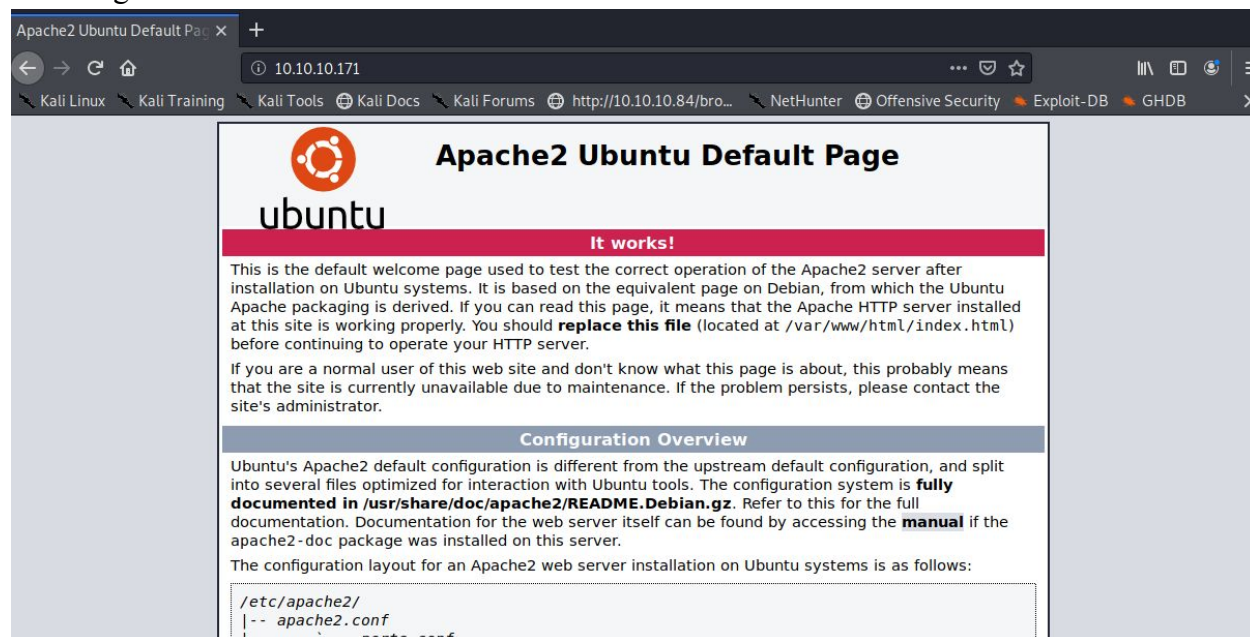 Apache2 Ubuntu Default Pag
10.10.10.171
Kali Linux Kali Training Kali Tools Kali Docs Kali Forums http://10.10.10.84/bro... NetHunter Offensive Security Exploit-DB GHDB
ubuntu
Apache2 Ubuntu Default Page
It works!
This is the default welcome page used to test the correct operation of the Apache2 server after
installation on Ubuntu systems. It is based on the equivalent page on Debian, from which the Ubuntu
Apache packaging is derived. If you can read this page, it means that the Apache HTTP server installed
at this site is working properly. You should replace this file (located at /var/www/html/index.html)
before continuing to operate your HTTP server.
If you are a normal user of this web site and don't know what this page is about, this probably means
that the site is currently unavailable due to maintenance. If the problem persists, please contact the
site's administrator.
Configuration Overview
Ubuntu's Apache2 default configuration is different from the upstream default configuration, and split
into several files optimized for interaction with Ubuntu tools. The configuration system is fully
documented in /usr/share/doc/apache2/README.Debian.gz. Refer to this for the full
documentation. Documentation for the web server itself can be found by accessing the manual if the
apache2-doc package was installed on this server.
The configuration layout for an Apache2 web server installation on Ubuntu systems is as follows:
/etc/apache2/
|-- apache2.conf